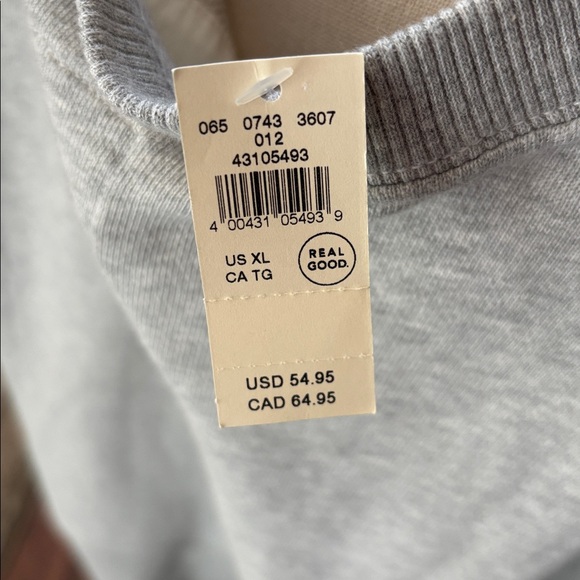 065 0743 3607
012
43105493
4 00431 05493 9
US XL
CA TG
REAL
GOOD.
USD 54.95
CAD 64.95